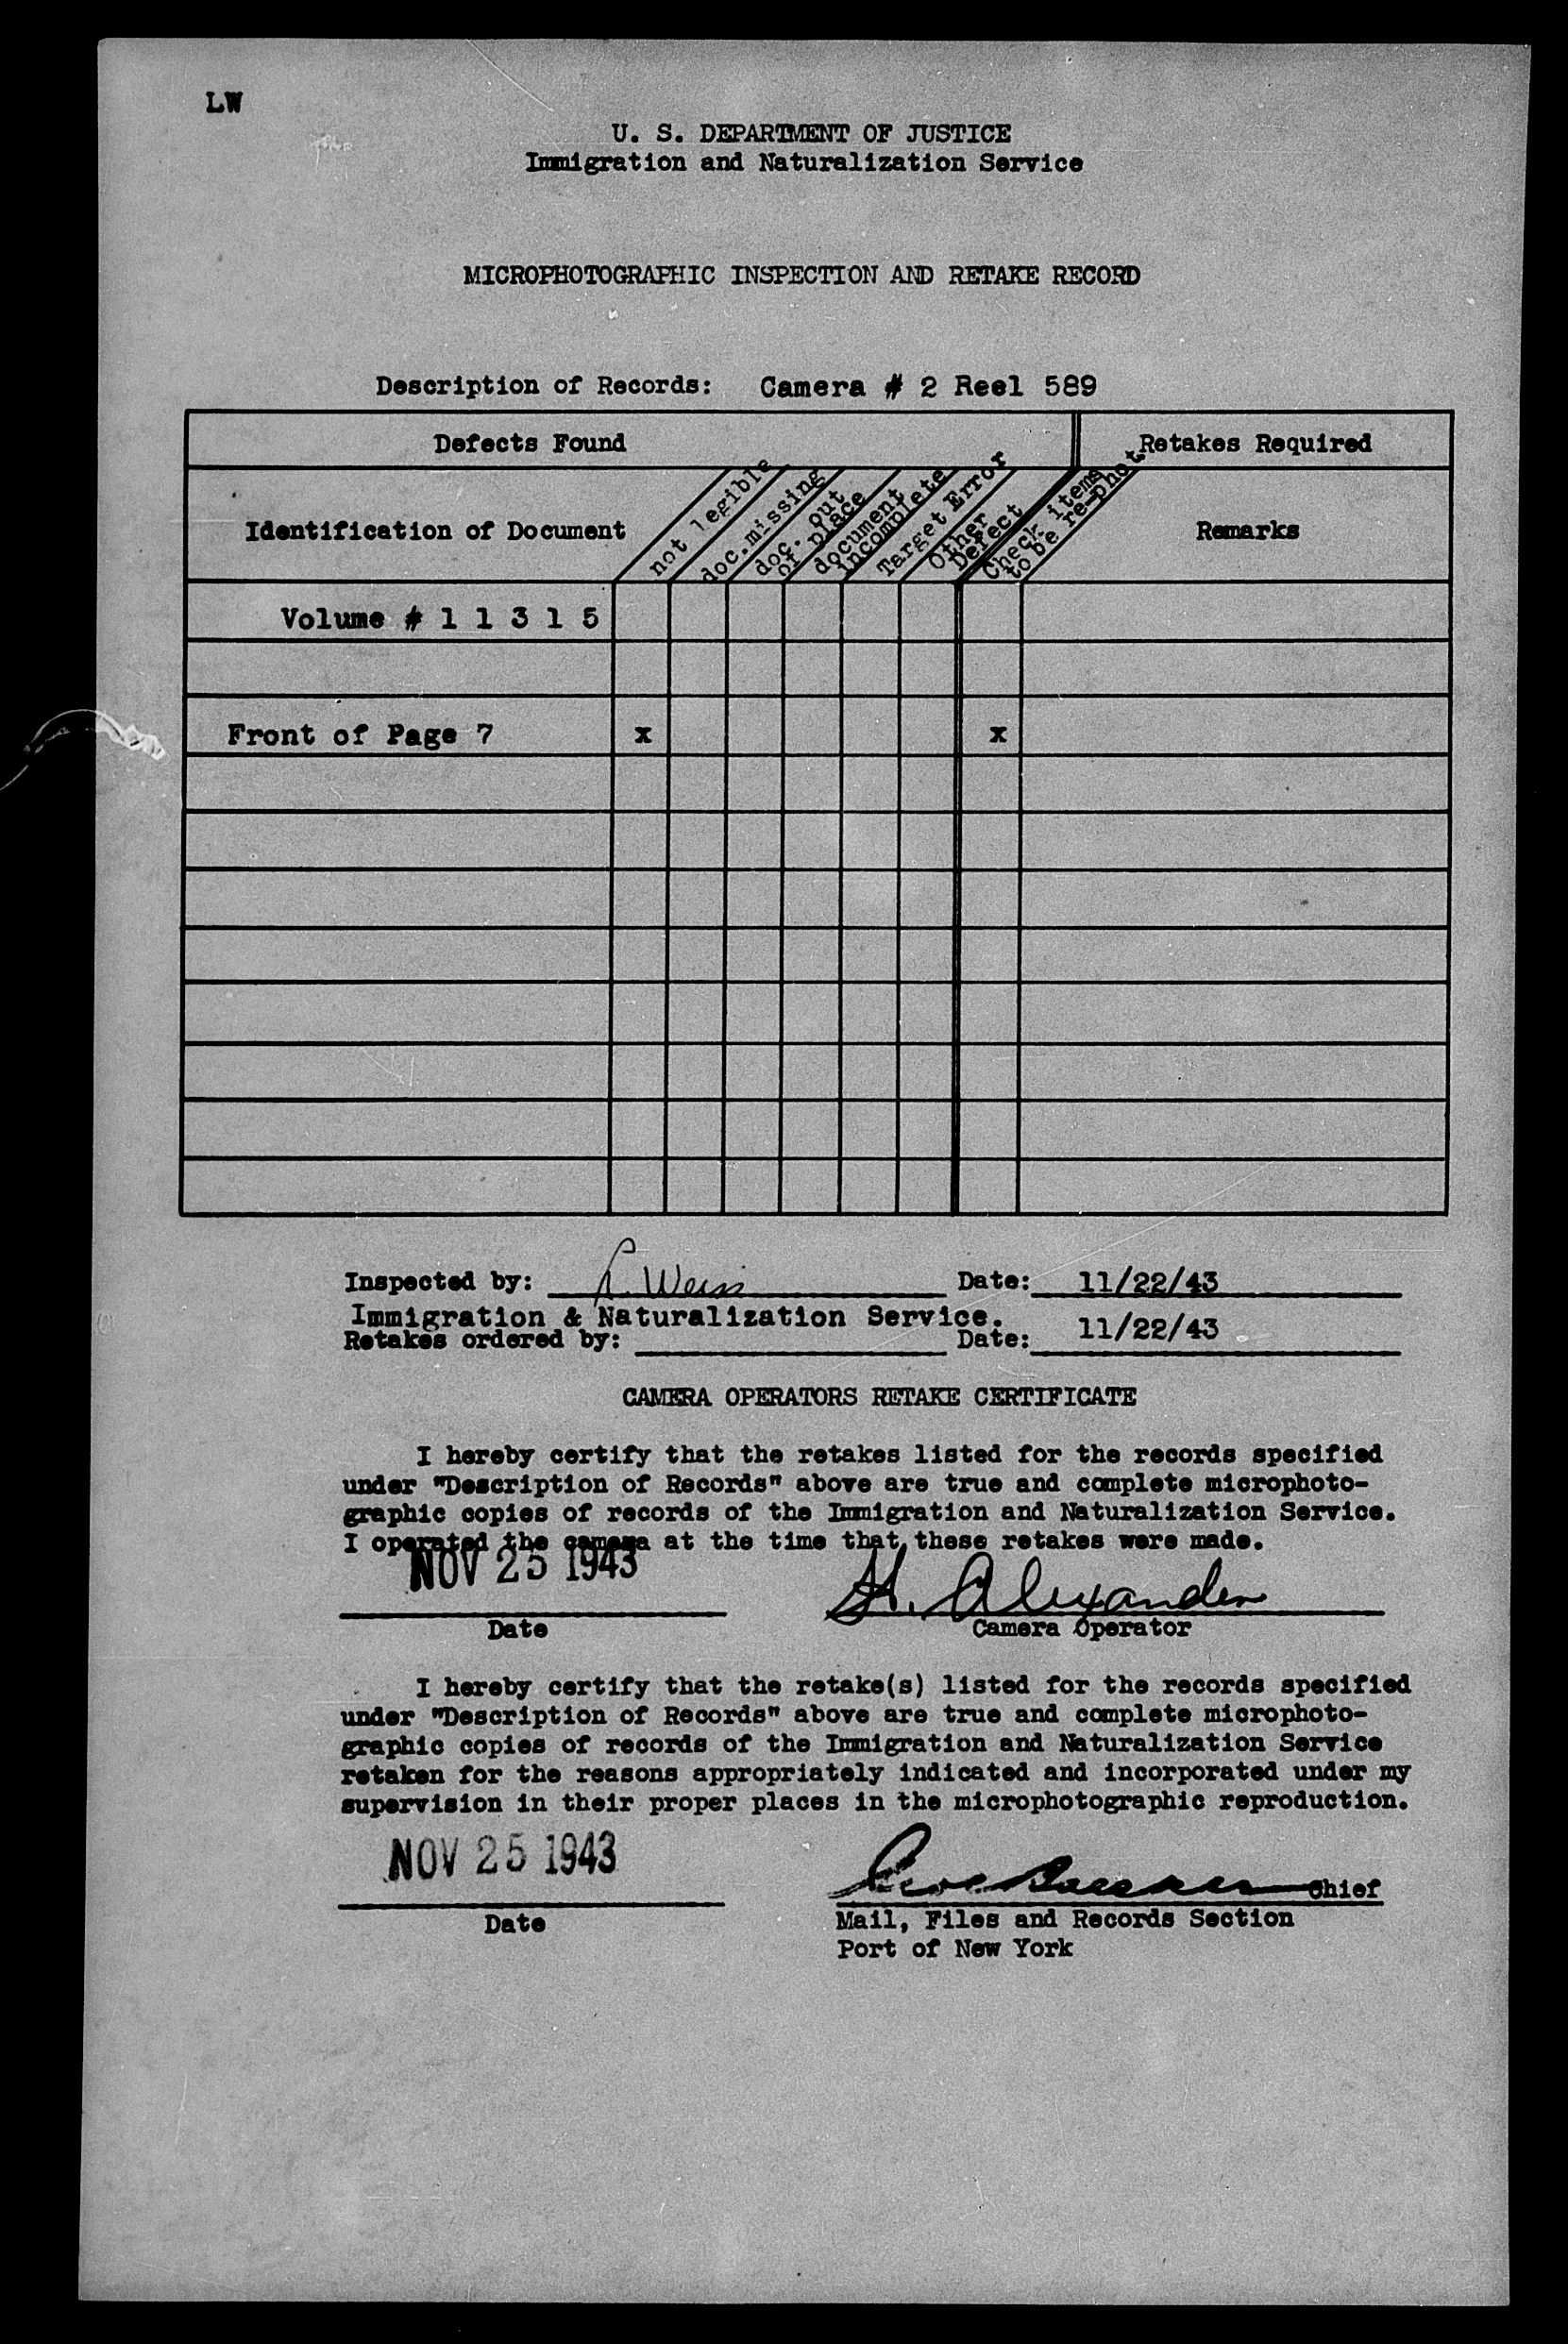 LW
U. S. DEPARTMENT OF JUSTICE
Immigration and Naturalization Service
MICROPHOTOGRAPHIC INSPECTION AND RETAKE RECORD
Description of Records: Camera # 2 Reel 589
Defects Found
Retakes Required
Identification of Document
not legible
doc.missing
doc. out
of place
document
incomplete
Target Error
Other
Defect
Check items
to be re-phot.
Remarks
Volume # 1 1 3 1 5
Front of Page 7 x x
Inspected by: L. Weiss Date: 11/22/43
Immigration & Naturalization Service.
Retakes ordered by: Date: 11/22/43
CAMERA OPERATORS RETAKE CERTIFICATE
I hereby certify that the retakes listed for the records specified
under "Description of Records" above are true and complete microphoto-
graphic copies of records of the Immigration and Naturalization Service.
I operated the camera at the time that these retakes were made.
NOV 25 1943
H. Alexander
Date
Camera Operator
I hereby certify that the retake(s) listed for the records specified
under "Description of Records" above are true and complete microphoto-
graphic copies of records of the Immigration and Naturalization Service
retaken for the reasons appropriately indicated and incorporated under my
supervision in their proper places in the microphotographic reproduction.
NOV 25 1943
Chief
Date
Mail, Files and Records Section
Port of New York